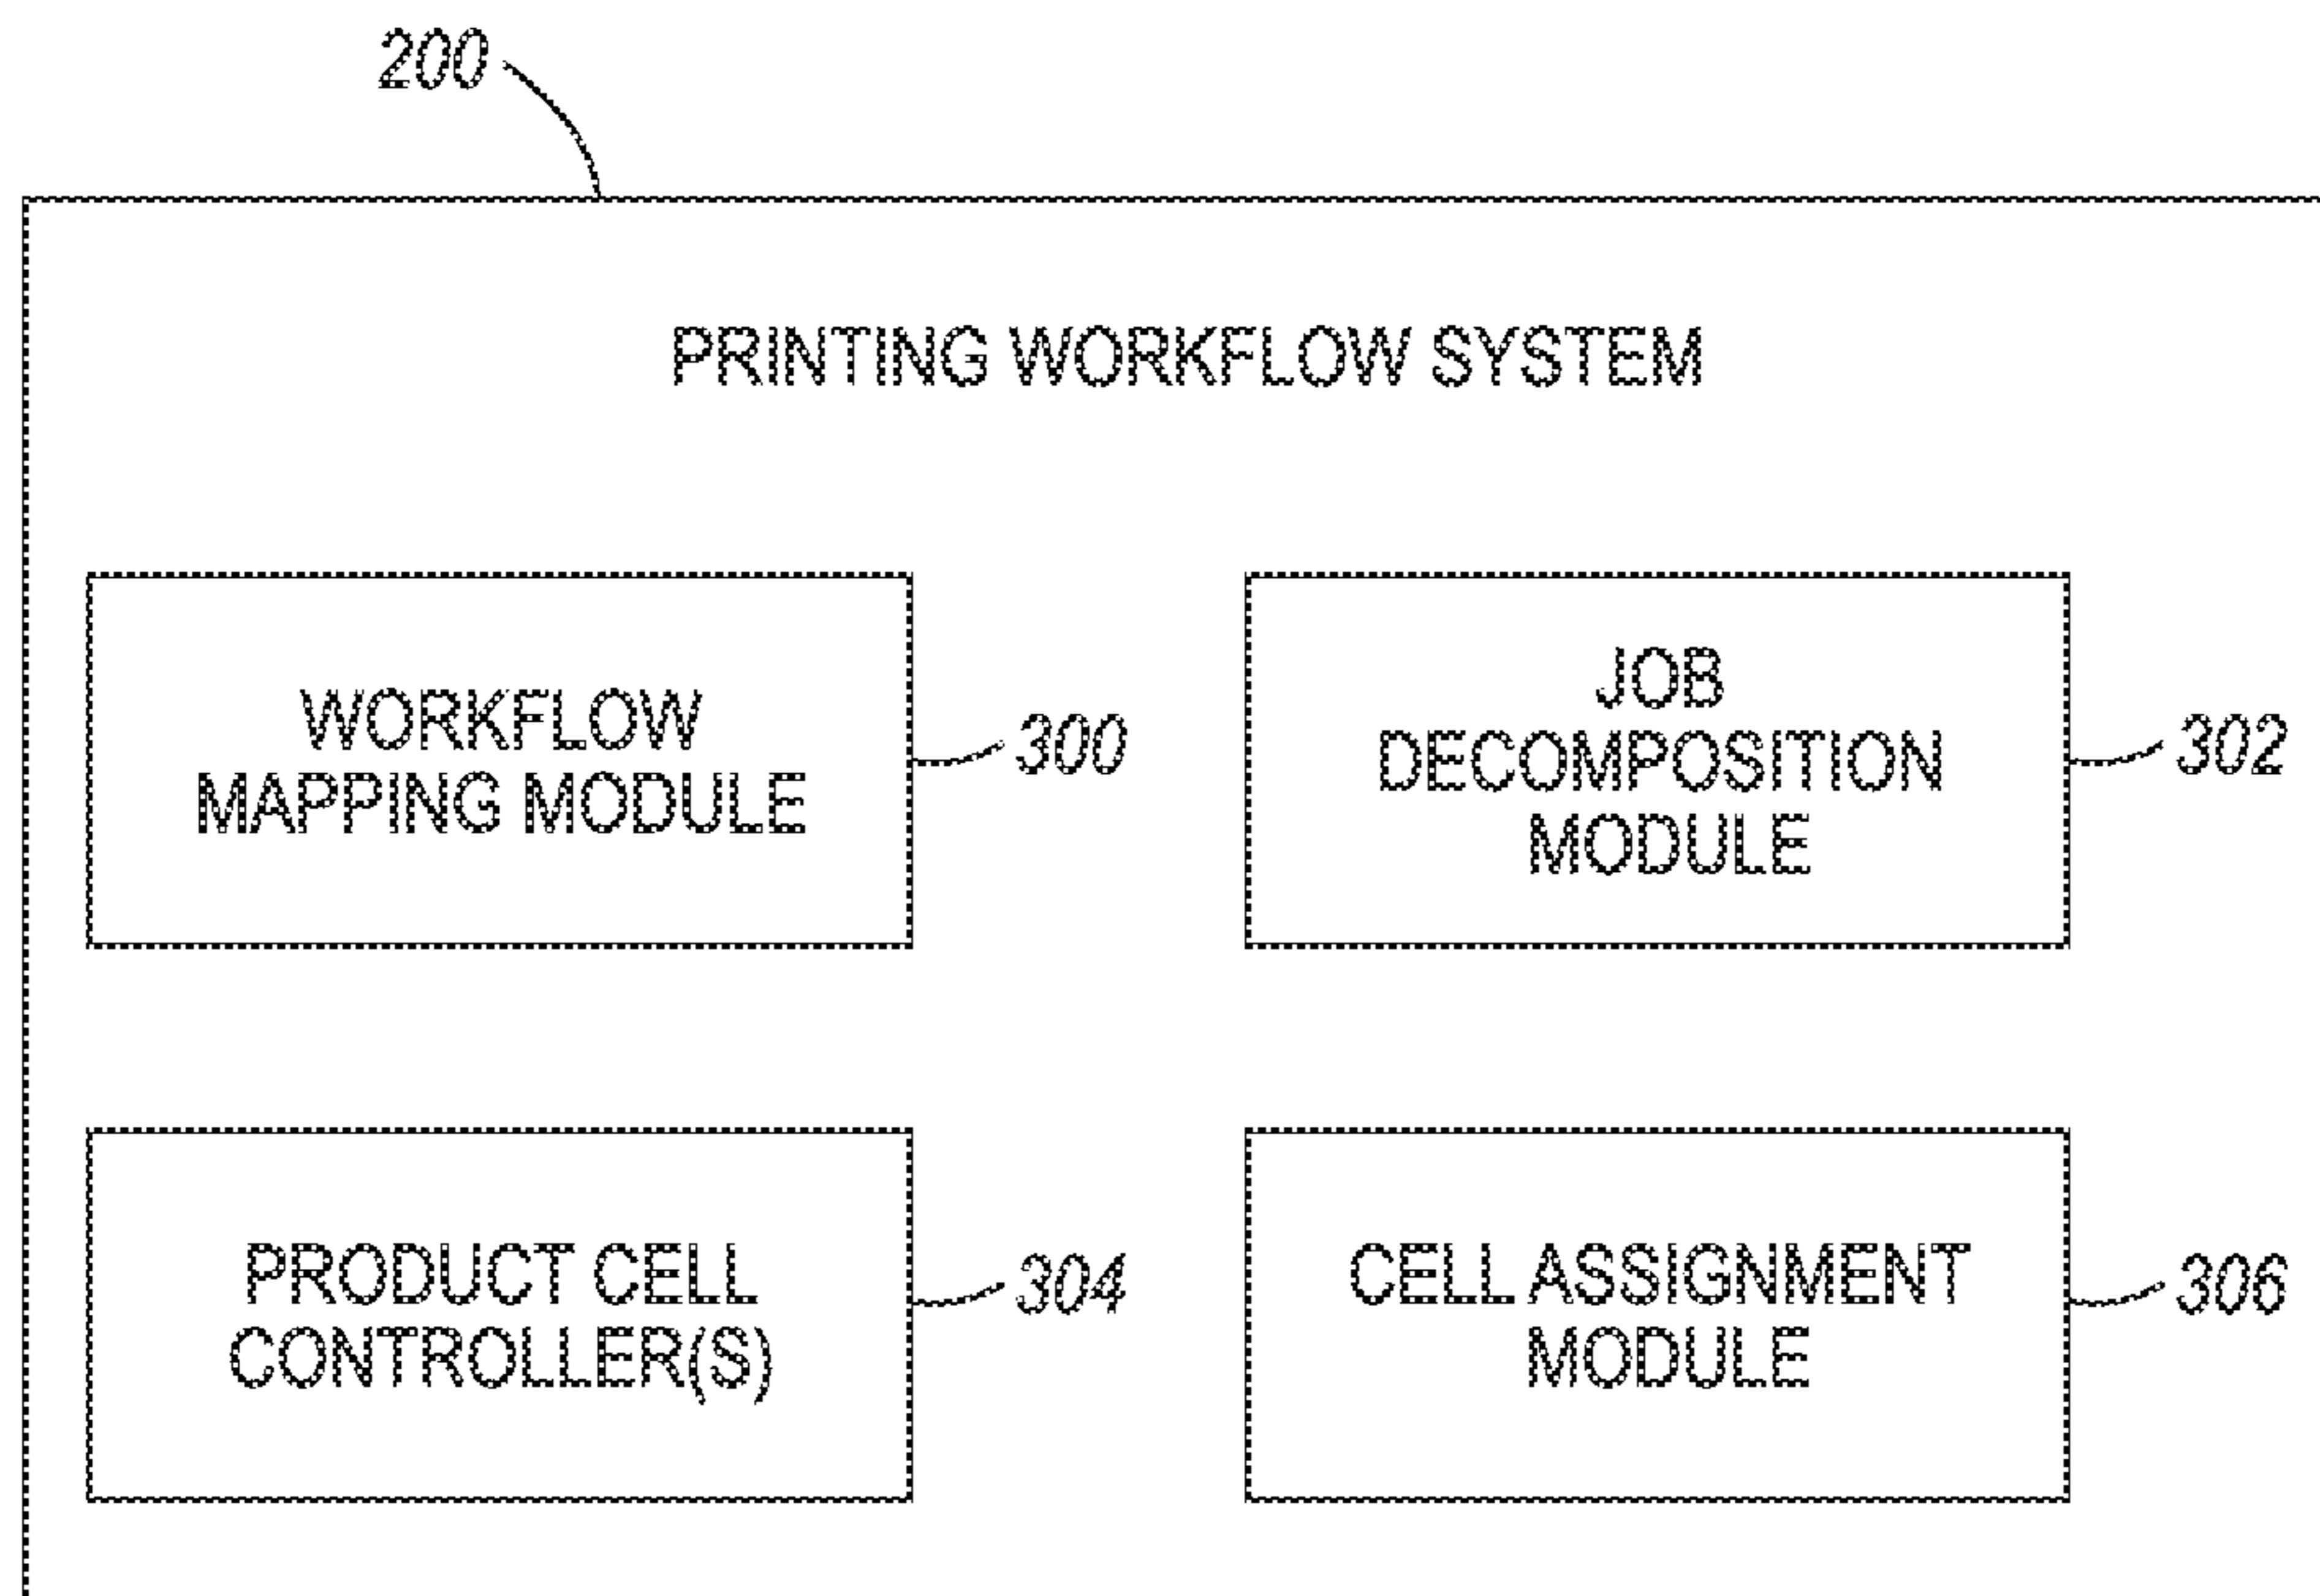 200
PRINTING WORKFLOW SYSTEM
WORKFLOW
MAPPING MODULE
300
JOB
DECOMPOSITION
MODULE
302
PRODUCT CELL
CONTROLLER(S)
304
CELL ASSIGNMENT
MODULE
306